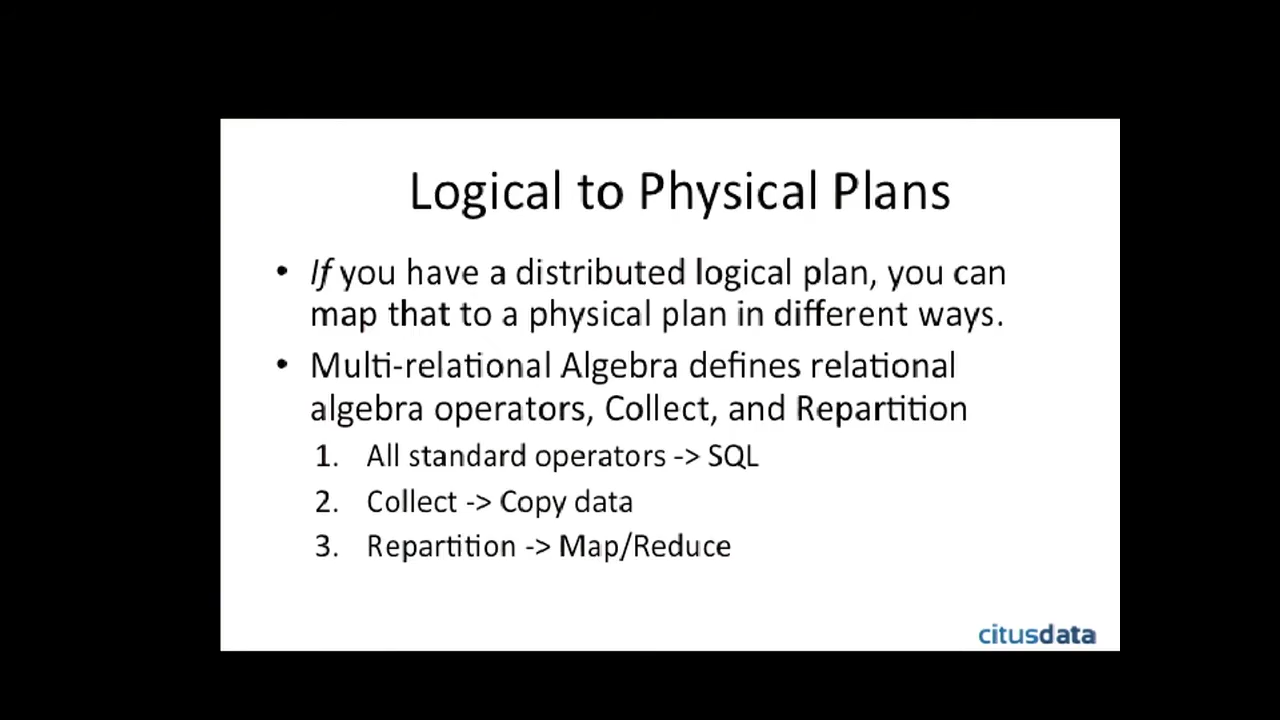 Logical to Physical Plans
• If you have a distributed logical plan, you can
map that to a physical plan in different ways.
• Multi-relational Algebra defines relational
algebra operators, Collect, and Repartition
1. All standard operators -> SQL
2. Collect -> Copy data
3. Repartition -> Map/Reduce
citusdata